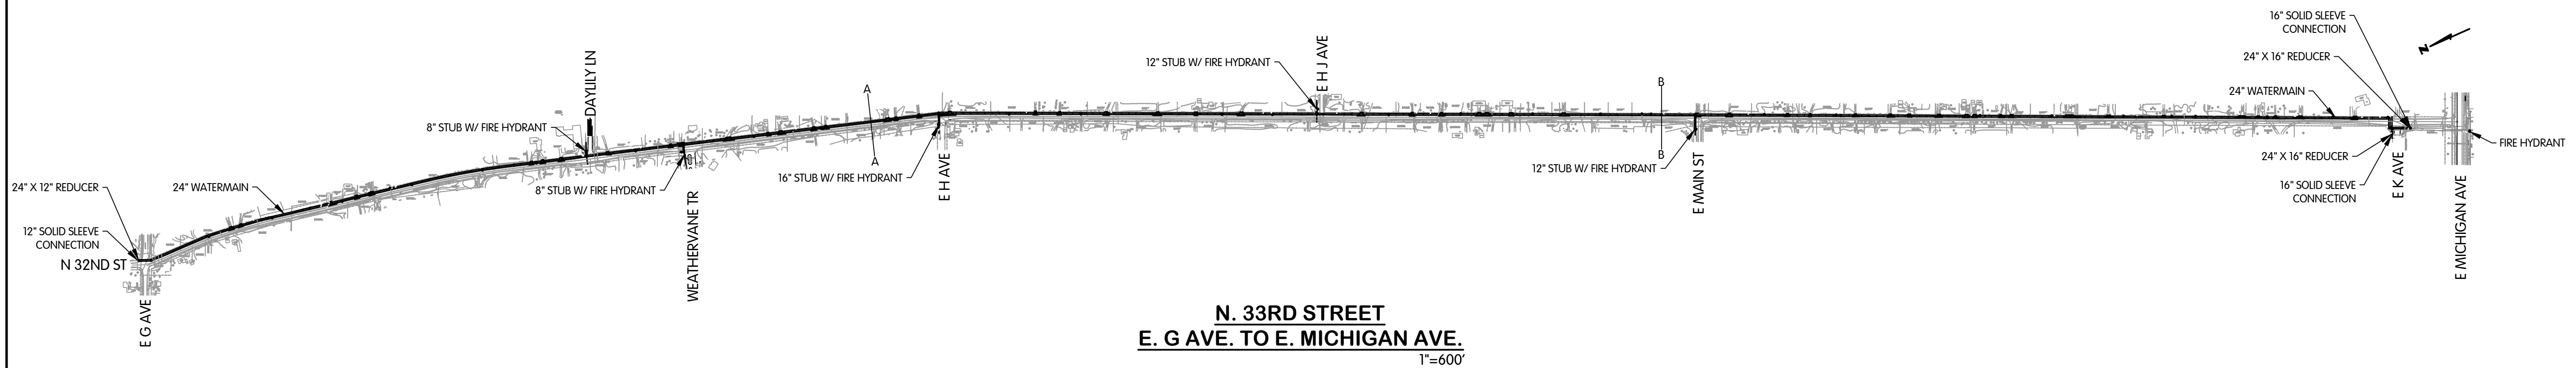 24" X 12" REDUCER
12" SOLID SLEEVE
CONNECTION
N 32ND ST
E G AVE
24" WATERMAIN
8" STUB W/ FIRE HYDRANT
DAYLILY LN
8" STUB W/ FIRE HYDRANT
WEATHERVANE TR
A
A
16" STUB W/ FIRE HYDRANT
E H AVE
12" STUB W/ FIRE HYDRANT
E H J AVE
B
B
12" STUB W/ FIRE HYDRANT
E MAIN ST
16" SOLID SLEEVE
CONNECTION
24" X 16" REDUCER
24" WATERMAIN
N
24" X 16" REDUCER
16" SOLID SLEEVE
CONNECTION
E K AVE
E MICHIGAN AVE
FIRE HYDRANT
N. 33RD STREET
E. G AVE. TO E. MICHIGAN AVE.
1"=600'